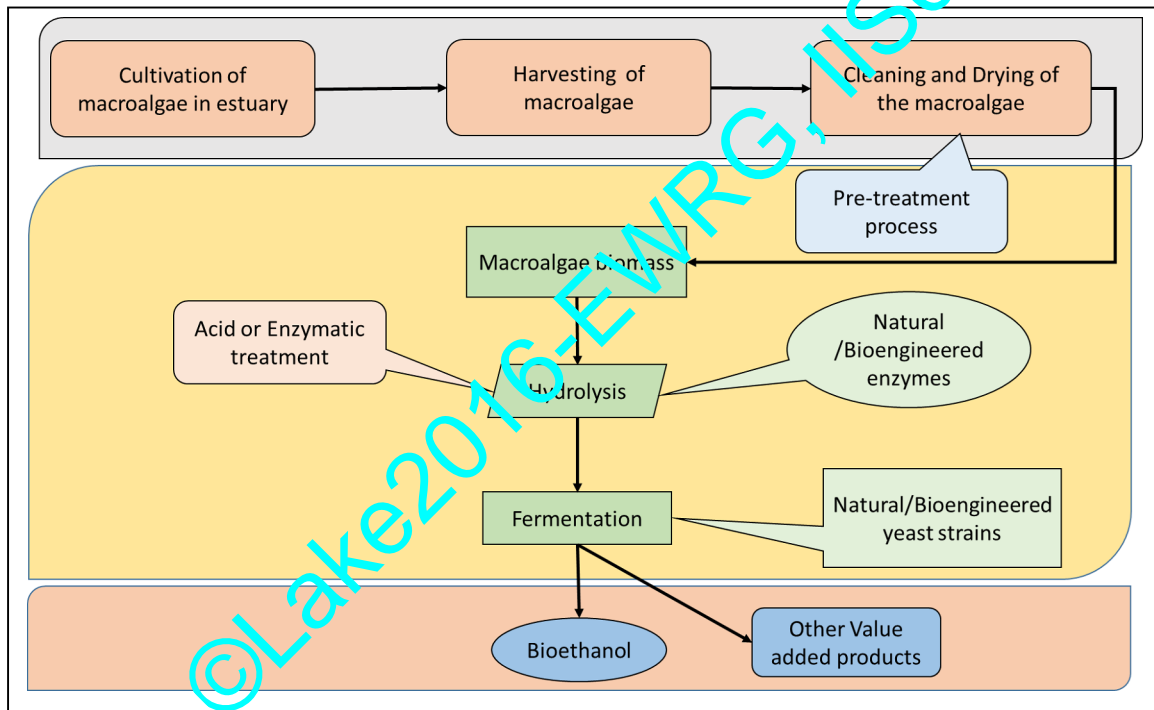 Cultivation of
macroalgae in estuary
Harvesting of
macroalgae
Cleaning and Drying of
the macroalgae
Pre-treatment
process
Macroalgae biomass
Acid or Enzymatic
treatment
Natural
/Bioengineered
enzymes
Hydrolysis
Fermentation
Natural/Bioengineered
yeast strains
Bioethanol
Other Value
added products
©Lake2016-EWRG, IISc